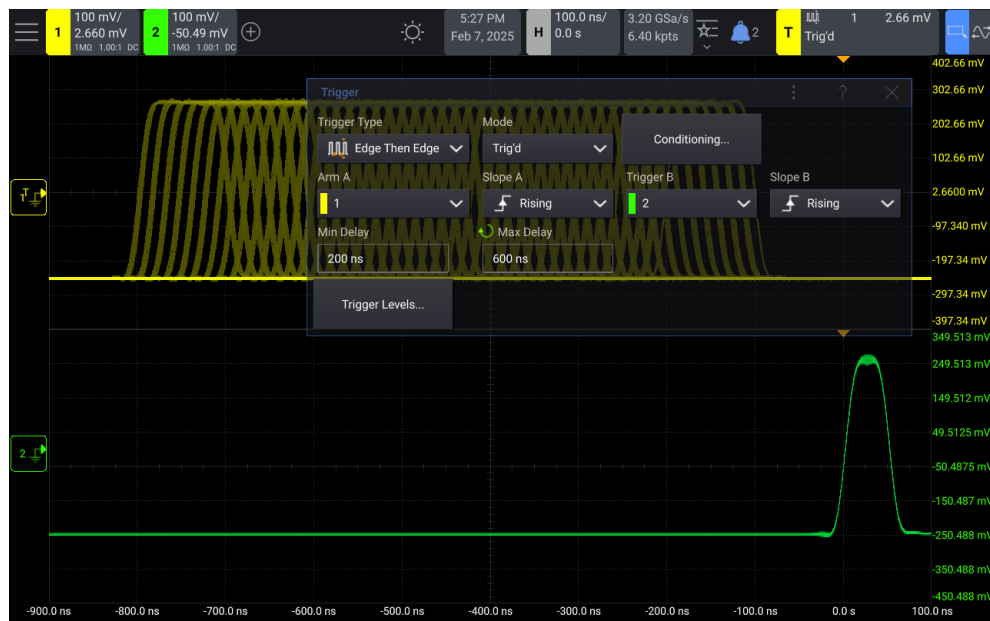 1 100 mV/ 2.660 mV 1MΩ 1.00:1 DC
2 100 mV/ -50.49 mV 1MΩ 1.00:1 DC
5:27 PM
Feb 7, 2025
H 100.0 ns/ 0.0 s
3.20 GSa/s
6.40 kpts
2
T 1 2.66 mV
Trig'd
402.66 mV
302.66 mV
202.66 mV
102.66 mV
2.6600 mV
-97.340 mV
-197.34 mV
-297.34 mV
-397.34 mV
Trigger ?
Trigger Type Mode
Edge Then Edge Trig'd Conditioning...
Arm A Slope A Trigger B Slope B
1 Rising 2 Rising
Min Delay Max Delay
200 ns 600 ns
Trigger Levels...
1 T
349.513 mV
249.513 mV
149.512 mV
49.5125 mV
-50.4875 mV
-150.487 mV
-250.488 mV
-350.488 mV
-450.488 mV
2
-900.0 ns -800.0 ns -700.0 ns -600.0 ns -500.0 ns -400.0 ns -300.0 ns -200.0 ns -100.0 ns 0.0 s 100.0 ns